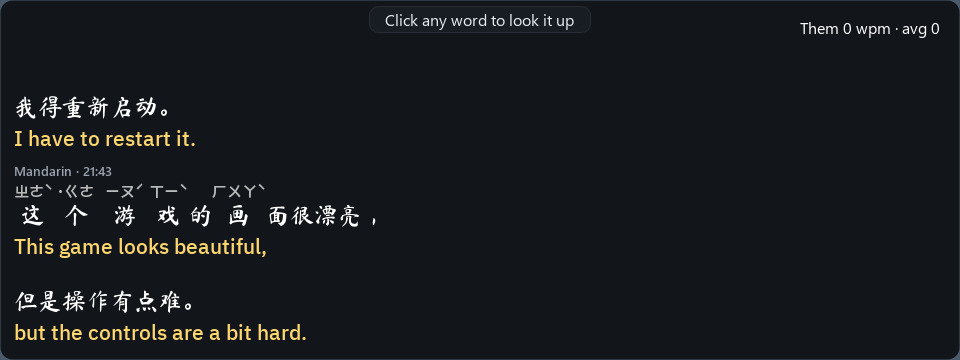 Click any word to look it up
Them 0 wpm · avg 0
我得重新启动。
I have to restart it.
Mandarin · 21:43
ㄓㄜˋ ˙ㄍㄜ ㄧㄡˊ ㄒㄧˋ ㄏㄨㄚˋ
这个游戏的画面很漂亮，
This game looks beautiful,
但是操作有点难。
but the controls are a bit hard.